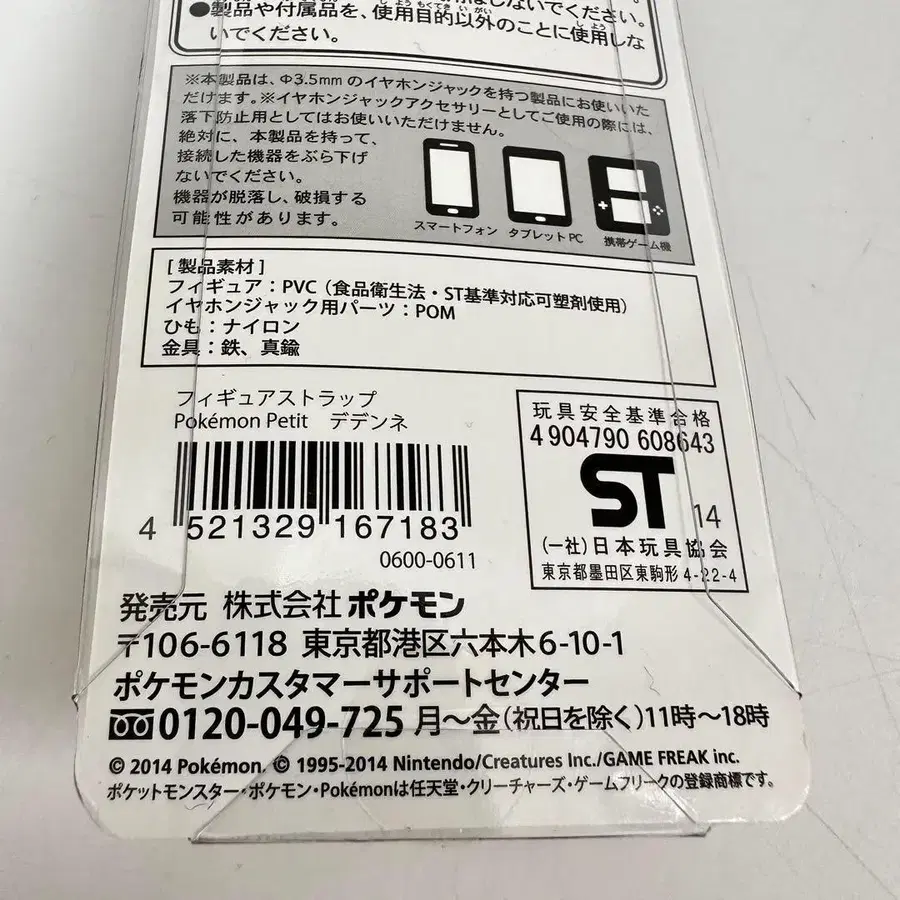 しないでください。
●製品や付属品を、使用目的以外のことに使用しな
いでください。
※本製品は、Φ3.5mmのイヤホンジャックを持つ製品にお使いいた
だけます。※イヤホンジャックアクセサリーとしてご使用の際には、
落下防止用としてはお使いいただけません。
絶対に、本製品を持って、
接続した機器をぶら下げ
ないでください。
機器が脱落し、破損する
可能性があります。
スマートフォン
タブレットPC
携帯ゲーム機
[製品素材]
フィギュア:PVC(食品衛生法・ST基準対応可塑剤使用)
イヤホンジャック用パーツ:POM
ひも:ナイロン
金具:鉄、真鍮
フィギュアストラップ
Pokémon Petit デデンネ
4 521329 167183
0600-0611
玩具安全基準合格
4 904790 608643
ST 14
(一社)日本玩具協会
東京都墨田区東駒形4-22-4
発売元 株式会社ポケモン
〒106-6118 東京都港区六本木6-10-1
ポケモンカスタマーサポートセンター
0120-049-725 月～金(祝日を除く)11時～18時
© 2014 Pokémon. © 1995-2014 Nintendo/Creatures Inc./GAME FREAK inc.
ポケットモンスター・ポケモン・Pokémonは任天堂・クリーチャーズ・ゲームフリークの登録商標です。